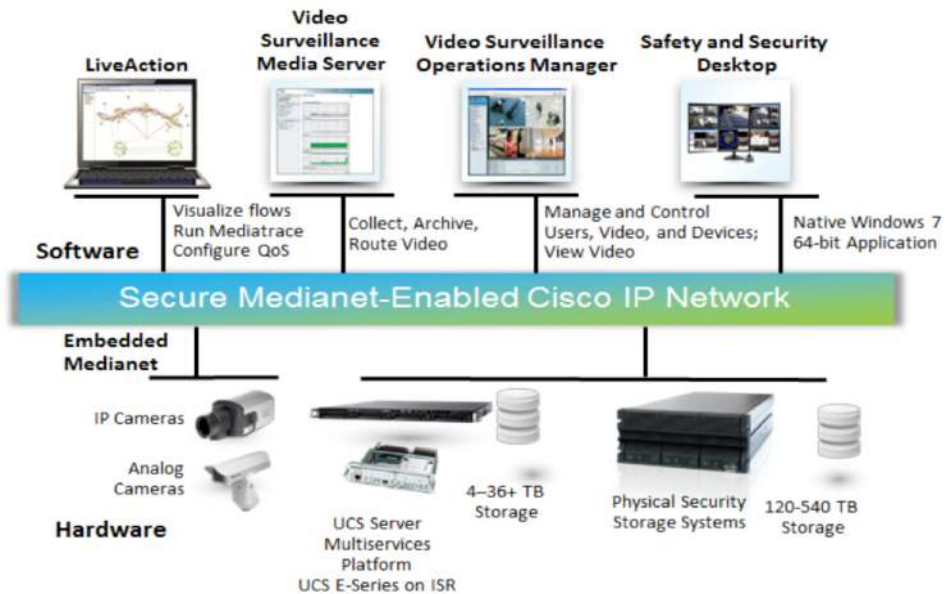 LiveAction
Video
Surveillance
Media Server
Video Surveillance
Operations Manager
Safety and Security
Desktop
Visualize flows
Run Mediatrace
Configure QoS
Collect, Archive,
Route Video
Manage and Control
Users, Video, and Devices;
View Video
Native Windows 7
64-bit Application
Software
Secure Medianet-Enabled Cisco IP Network
Embedded
Medianet
IP Cameras
Analog
Cameras
Hardware
UCS Server
Multiservices
Platform
UCS E-Series on ISR
4–36+ TB
Storage
Physical Security
Storage Systems
120-540 TB
Storage